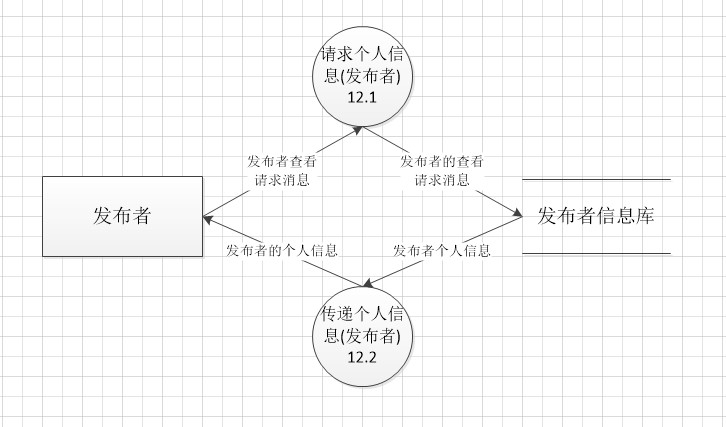 请求个人信
息(发布者)
12.1
发布者查看
请求消息
发布者的查看
请求消息
发布者
发布者信息库
发布者的个人信息
发布者个人信息
传递个人信
息(发布者)
12.2